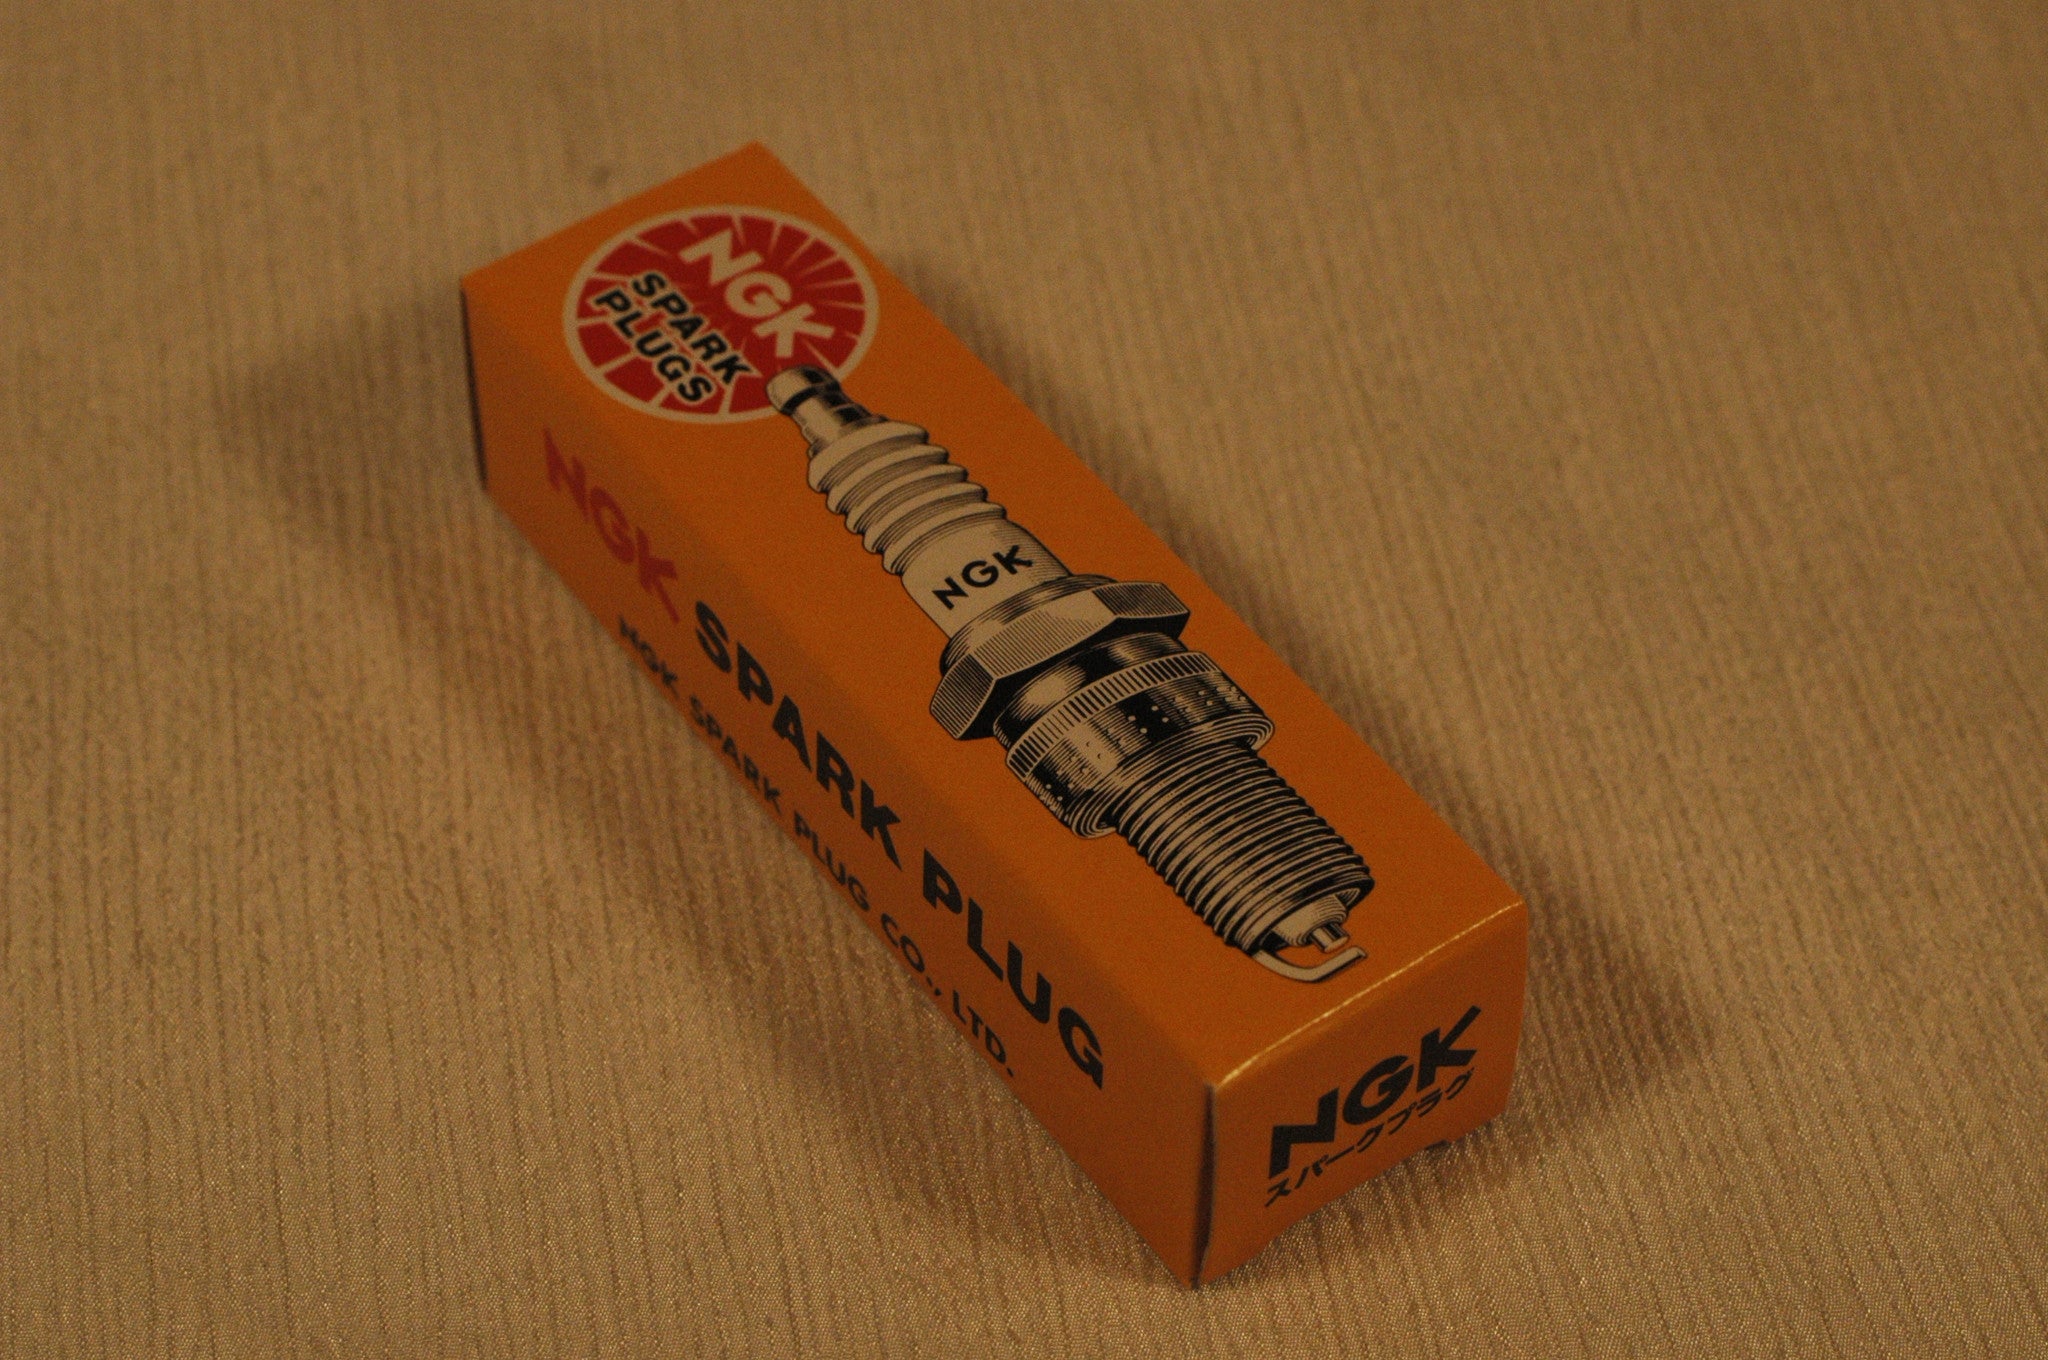 NGK
SPARK
PLUGS
NGK
NGK SPARK PLUG
NGK SPARK PLUG CO., LTD.
NGK
スパークプラグ